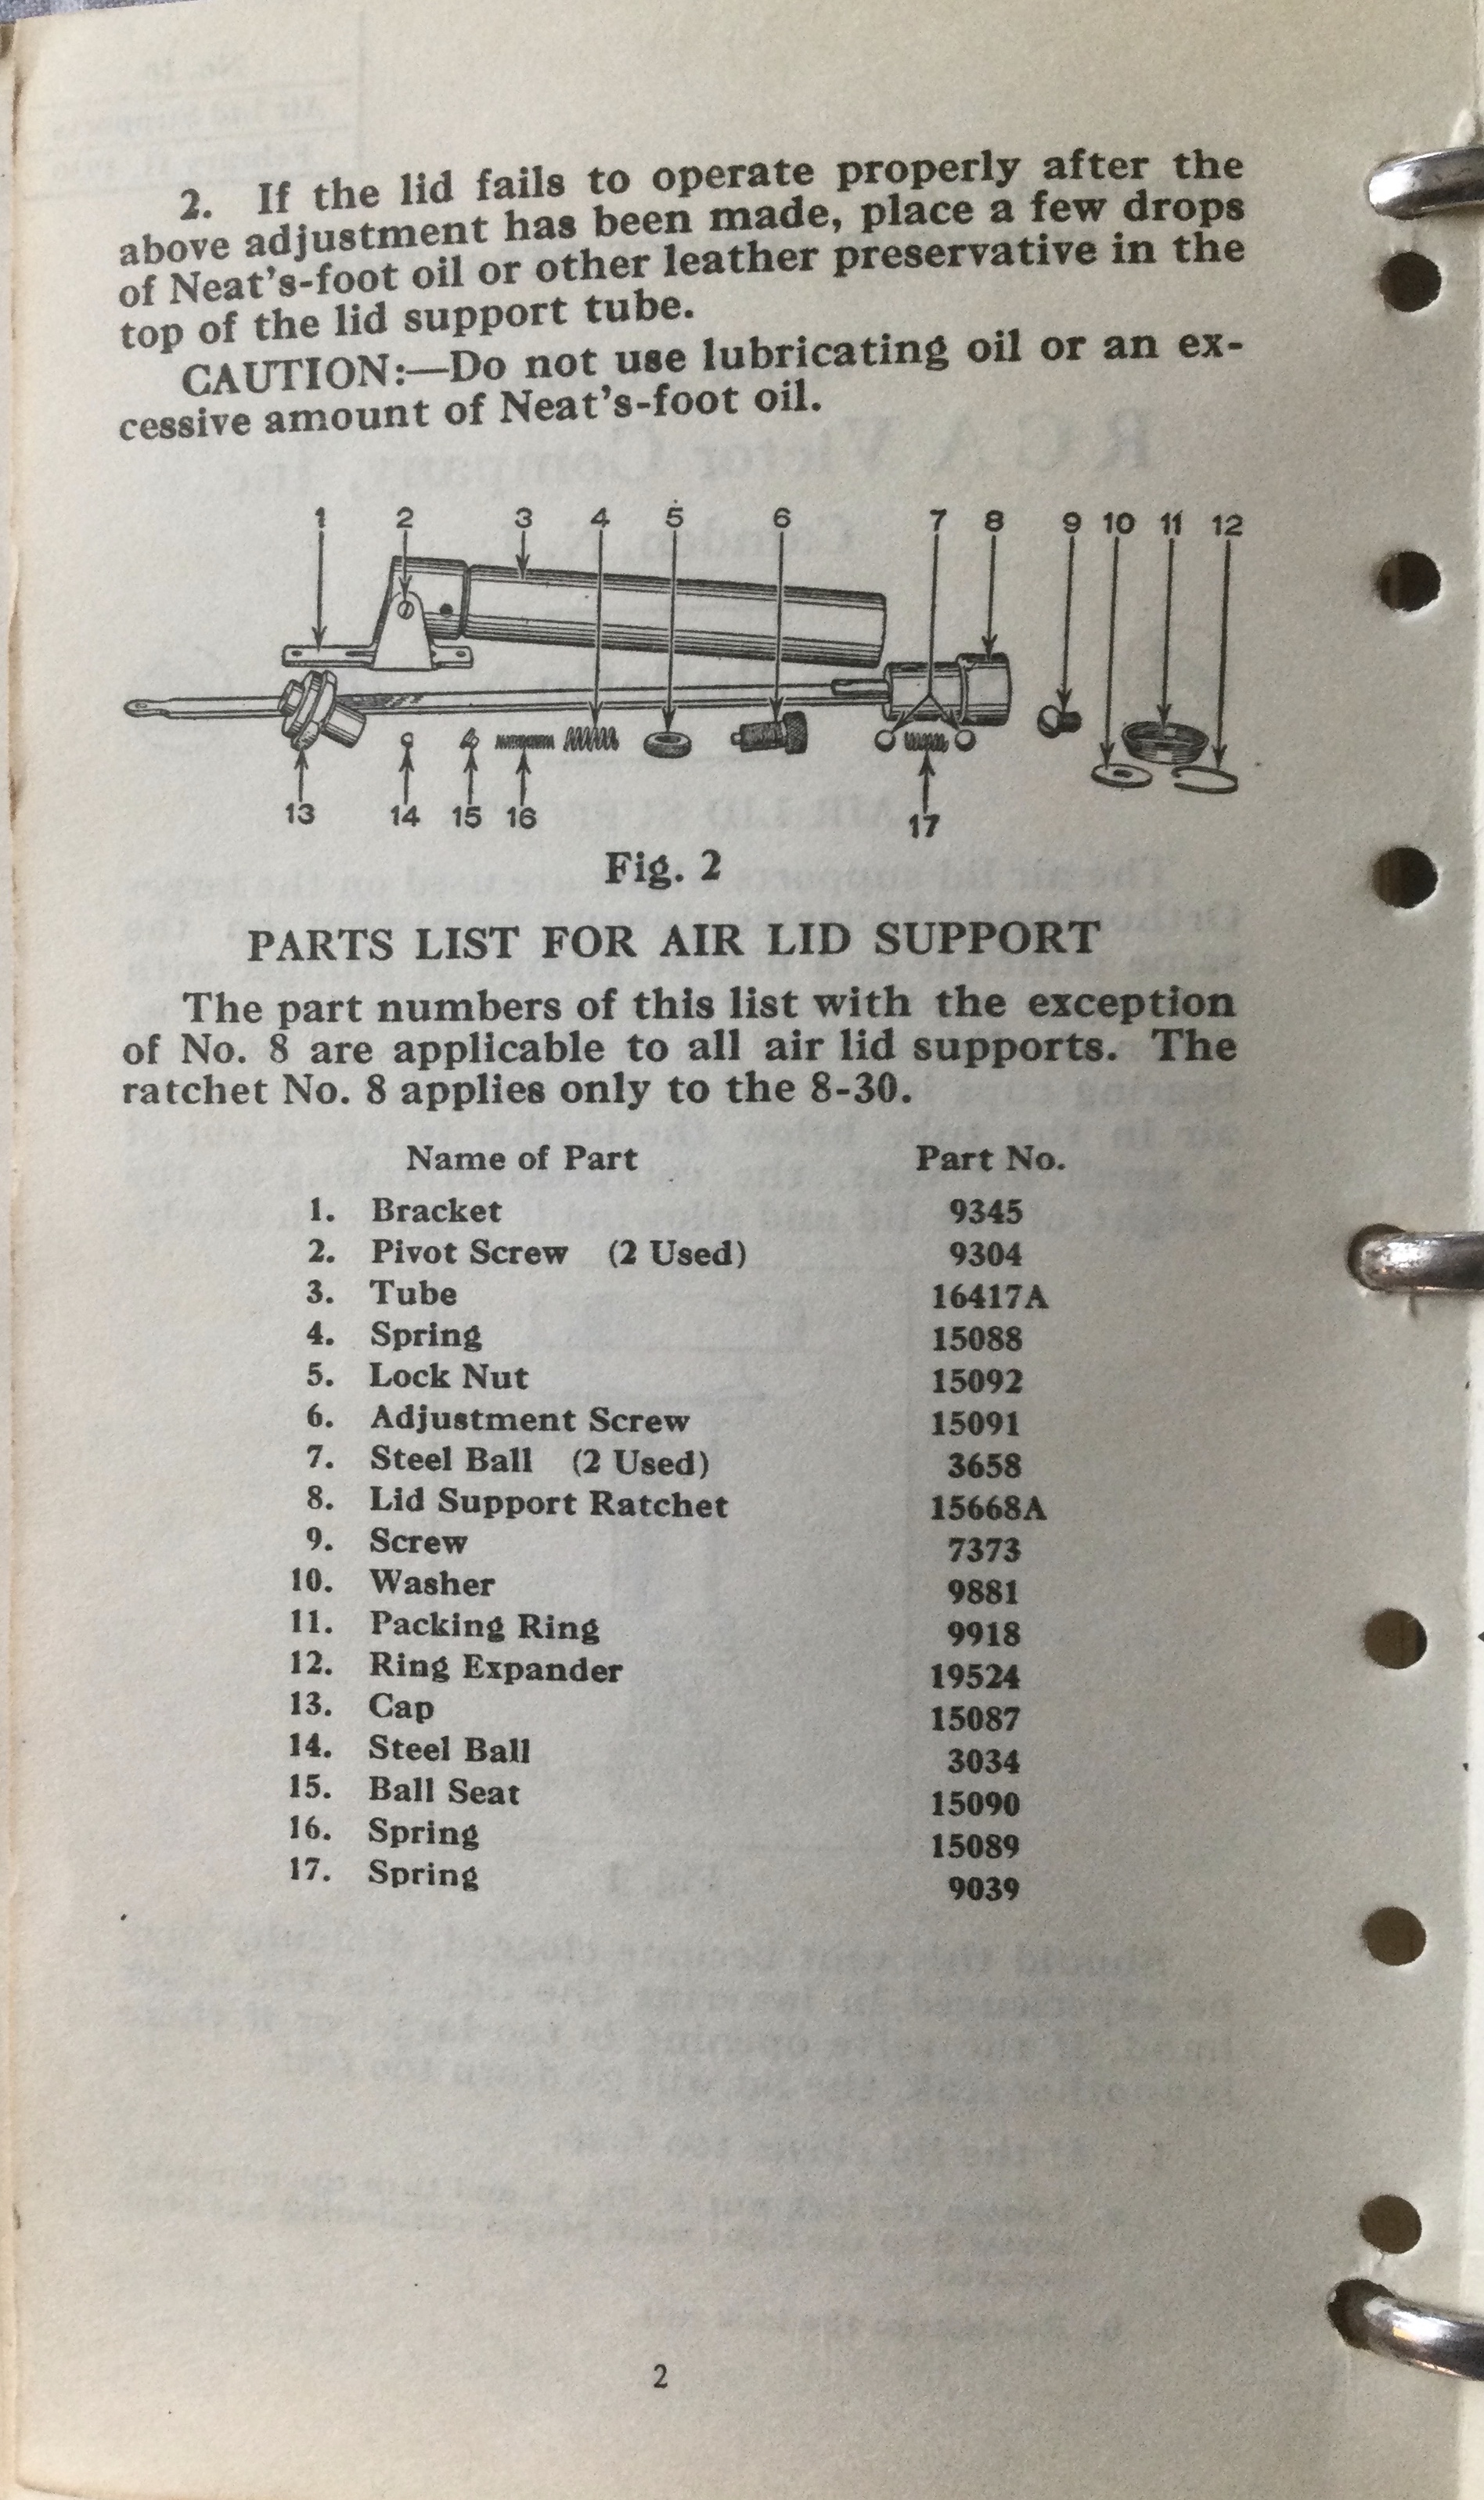 2. If the lid fails to operate properly after the
above adjustment has been made, place a few drops
of Neat's-foot oil or other leather preservative in the
top of the lid support tube.
CAUTION:—Do not use lubricating oil or an ex-
cessive amount of Neat's-foot oil.
1 2 3 4 5 6 7 8 9 10 11 12
13 14 15 16 17
Fig. 2
PARTS LIST FOR AIR LID SUPPORT
The part numbers of this list with the exception
of No. 8 are applicable to all air lid supports. The
ratchet No. 8 applies only to the 8-30.
Name of Part Part No.
1. Bracket 9345
2. Pivot Screw (2 Used) 9304
3. Tube 16417A
4. Spring 15088
5. Lock Nut 15092
6. Adjustment Screw 15091
7. Steel Ball (2 Used) 3658
8. Lid Support Ratchet 15668A
9. Screw 7373
10. Washer 9881
11. Packing Ring 9918
12. Ring Expander 19524
13. Cap 15087
14. Steel Ball 3034
15. Ball Seat 15090
16. Spring 15089
17. Spring 9039
2